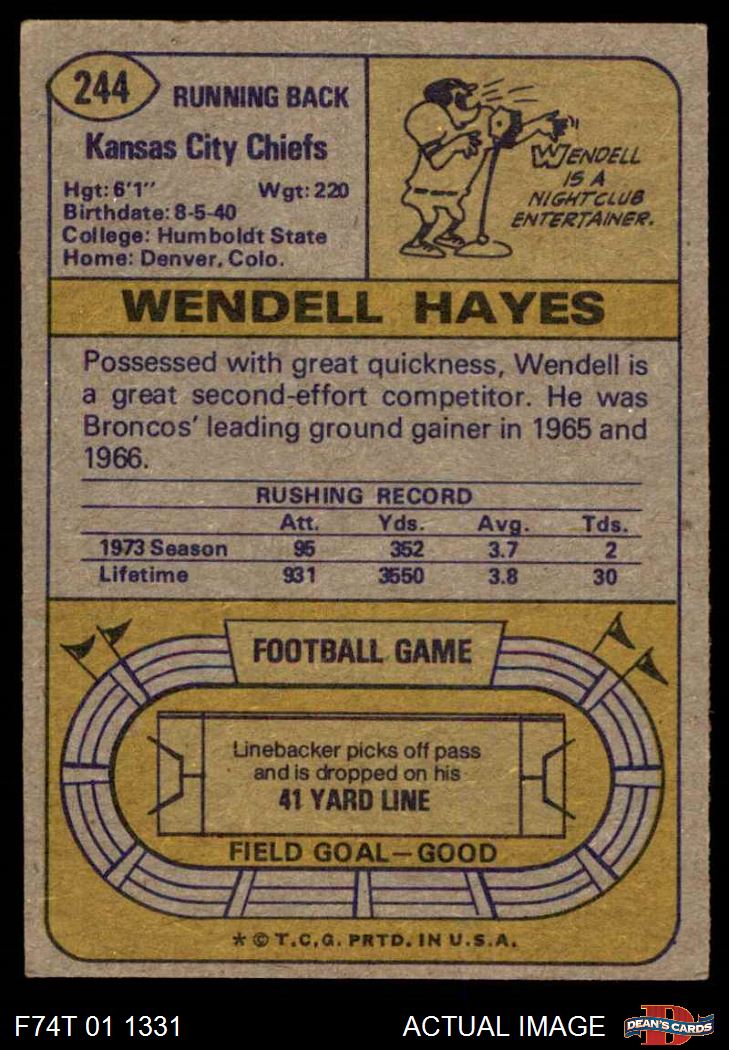 244
RUNNING BACK
Kansas City Chiefs
Hgt: 6'1" Wgt: 220
Birthdate: 8-5-40
College: Humboldt State
Home: Denver, Colo.
WENDELL
IS A
NIGHTCLUB
ENTERTAINER.
WENDELL HAYES
Possessed with great quickness, Wendell is
a great second-effort competitor. He was
Broncos' leading ground gainer in 1965 and
1966.
RUSHING RECORD
Att. Yds. Avg. Tds.
1973 Season 95 352 3.7 2
Lifetime 931 3550 3.8 30
FOOTBALL GAME
Linebacker picks off pass
and is dropped on his
41 YARD LINE
FIELD GOAL—GOOD
* © T.C.G. PRTD. IN U.S.A.
F74T 01 1331 ACTUAL IMAGE
D
DEAN'S CARDS